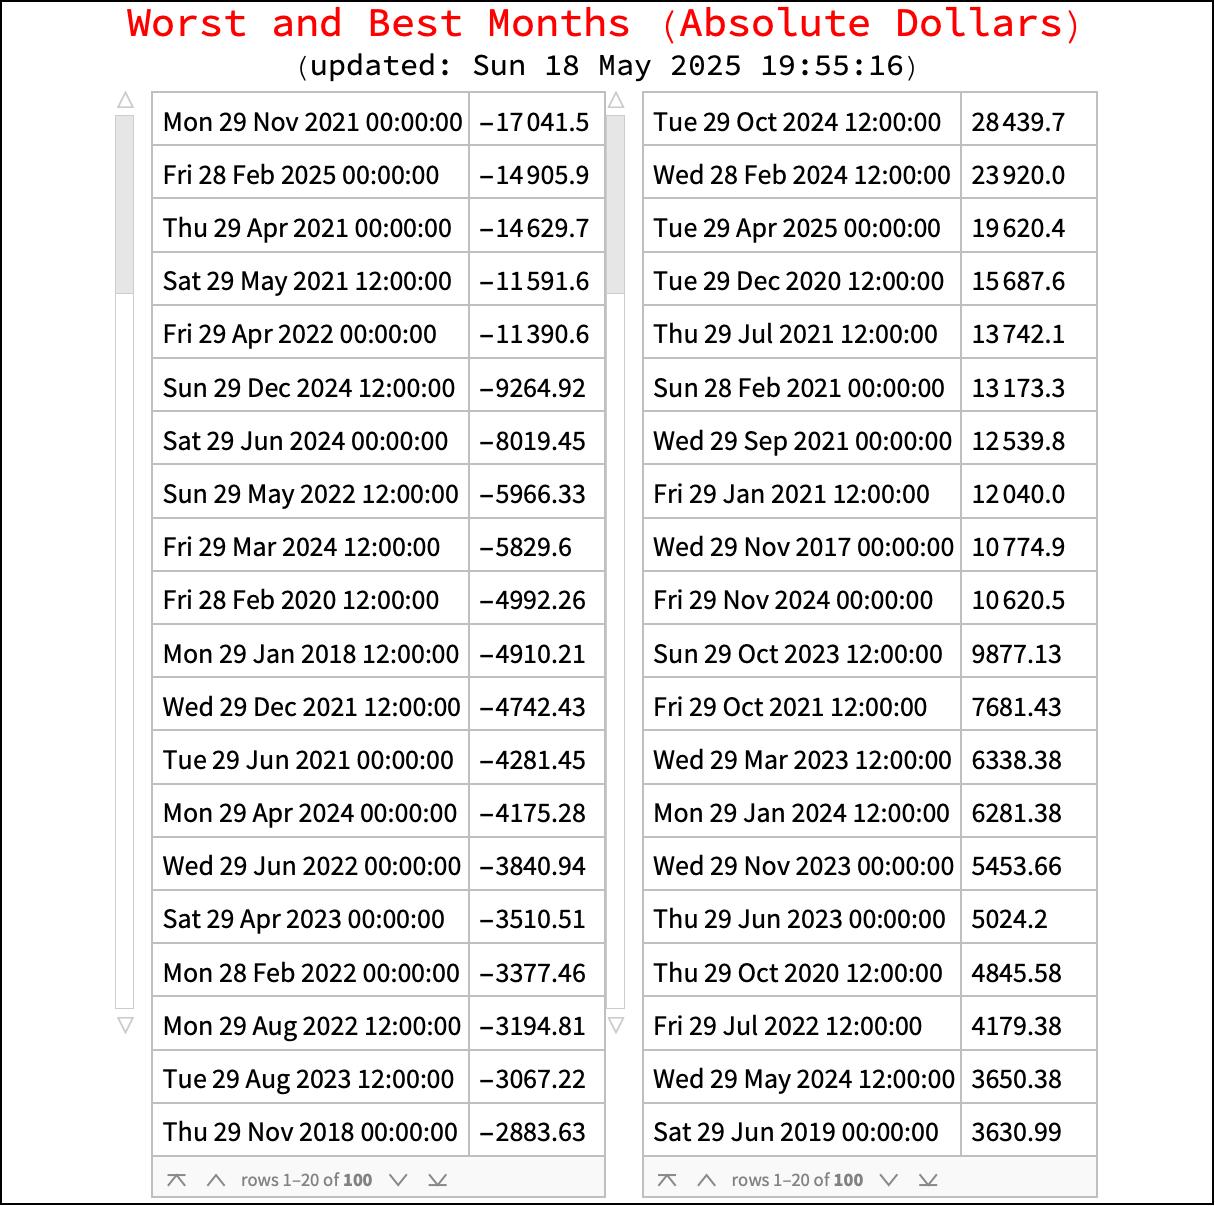 Worst and Best Months (Absolute Dollars)
(updated: Sun 18 May 2025 19:55:16)
Mon 29 Nov 2021 00:00:00 −17041.5
Fri 28 Feb 2025 00:00:00 −14905.9
Thu 29 Apr 2021 00:00:00 −14629.7
Sat 29 May 2021 12:00:00 −11591.6
Fri 29 Apr 2022 00:00:00 −11390.6
Sun 29 Dec 2024 12:00:00 −9264.92
Sat 29 Jun 2024 00:00:00 −8019.45
Sun 29 May 2022 12:00:00 −5966.33
Fri 29 Mar 2024 12:00:00 −5829.6
Fri 28 Feb 2020 12:00:00 −4992.26
Mon 29 Jan 2018 12:00:00 −4910.21
Wed 29 Dec 2021 12:00:00 −4742.43
Tue 29 Jun 2021 00:00:00 −4281.45
Mon 29 Apr 2024 00:00:00 −4175.28
Wed 29 Jun 2022 00:00:00 −3840.94
Sat 29 Apr 2023 00:00:00 −3510.51
Mon 28 Feb 2022 00:00:00 −3377.46
Mon 29 Aug 2022 12:00:00 −3194.81
Tue 29 Aug 2023 12:00:00 −3067.22
Thu 29 Nov 2018 00:00:00 −2883.63
rows 1–20 of 100
Tue 29 Oct 2024 12:00:00 28439.7
Wed 28 Feb 2024 12:00:00 23920.0
Tue 29 Apr 2025 00:00:00 19620.4
Tue 29 Dec 2020 12:00:00 15687.6
Thu 29 Jul 2021 12:00:00 13742.1
Sun 28 Feb 2021 00:00:00 13173.3
Wed 29 Sep 2021 00:00:00 12539.8
Fri 29 Jan 2021 12:00:00 12040.0
Wed 29 Nov 2017 00:00:00 10774.9
Fri 29 Nov 2024 00:00:00 10620.5
Sun 29 Oct 2023 12:00:00 9877.13
Fri 29 Oct 2021 12:00:00 7681.43
Wed 29 Mar 2023 12:00:00 6338.38
Mon 29 Jan 2024 12:00:00 6281.38
Wed 29 Nov 2023 00:00:00 5453.66
Thu 29 Jun 2023 00:00:00 5024.2
Thu 29 Oct 2020 12:00:00 4845.58
Fri 29 Jul 2022 12:00:00 4179.38
Wed 29 May 2024 12:00:00 3650.38
Sat 29 Jun 2019 00:00:00 3630.99
rows 1–20 of 100